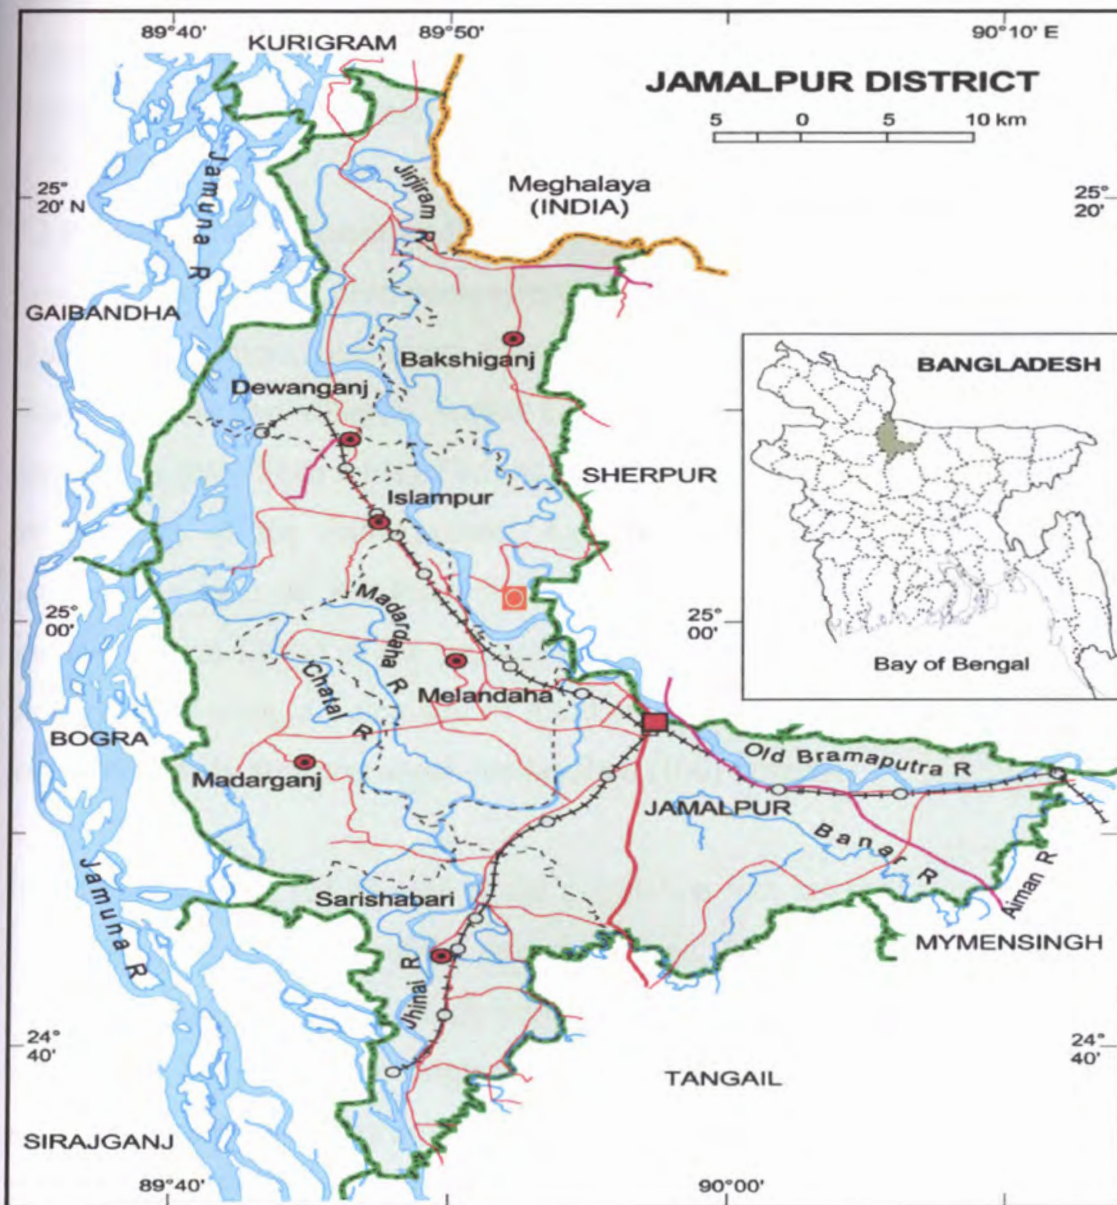 89°40'
89°50'
90°10' E
KURIGRAM
JAMALPUR DISTRICT
5 0 5 10 km
Jamuna R
Jirjiram R
Meghalaya
(INDIA)
25°
20' N
25°
20'
GAIBANDHA
Bakshiganj
Dewanganj
BANGLADESH
SHERPUR
Islampur
25°
00'
25°
00'
Madardaha R
Chatal R
Melandaha
Bay of Bengal
BOGRA
Madarganj
Old Bramaputra R
JAMALPUR
Banar R
Jamuna R
Sarishabari
Aiman R
MYMENSINGH
Jhinai R
24°
40'
24°
40'
TANGAIL
SIRAJGANJ
89°40'
90°00'